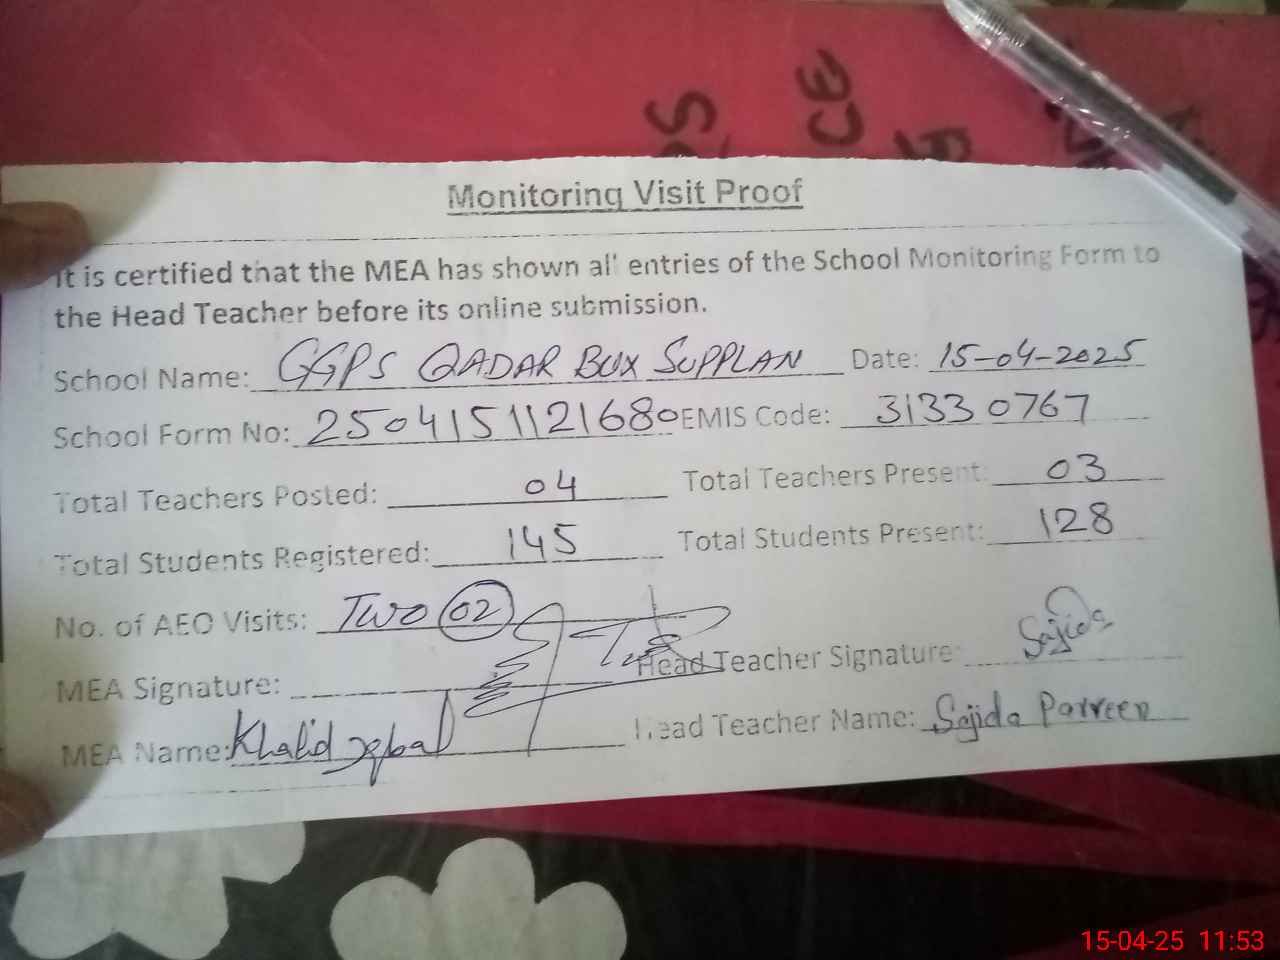 Monitoring Visit Proof
It is certified that the MEA has shown all entries of the School Monitoring Form to
the Head Teacher before its online submission.
School Name: GGPS QADAR BUX SUPPLAN Date: 15-04-2025
School Form No: 2504151121680 EMIS Code: 31330767
Total Teachers Posted: 04 Total Teachers Present: 03
Total Students Registered: 145 Total Students Present: 128
No. of AEO Visits: Two 02
MEA Signature: Head Teacher Signature: Sajida
MEA Name: Khalid Iqbal Head Teacher Name: Sajida Parveen
CE
15-04-25 11:53